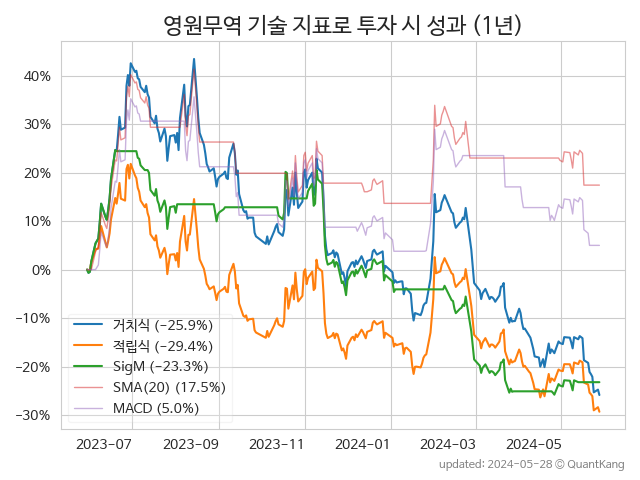 영원무역 기술 지표로 투자 시 성과 (1년)
40%
30%
20%
10%
0%
−10%
−20%
−30%
거치식 (−25.9%)
적립식 (−29.4%)
SigM (−23.3%)
SMA(20) (17.5%)
MACD (5.0%)
2023−07
2023−09
2023−11
2024−01
2024−03
2024−05
updated: 2024−05−28 ⓒ QuantKang